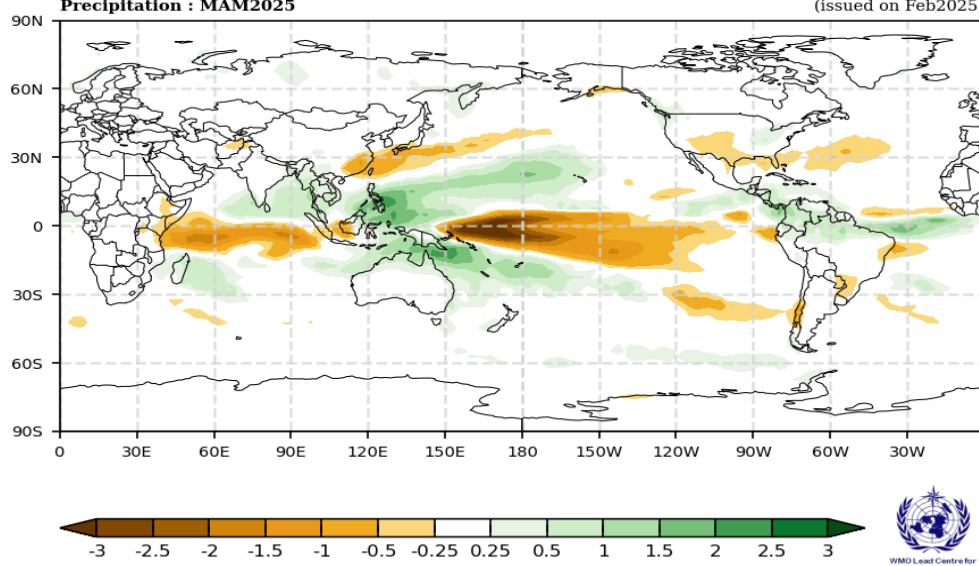 Precipitation : MAM2025 (issued on Feb2025
90N
60N
30N
0
30S
60S
90S
0 30E 60E 90E 120E 150E 180 150W 120W 90W 60W 30W
-3 -2.5 -2 -1.5 -1 -0.5 -0.25 0.25 0.5 1 1.5 2 2.5 3
WMO Lead Centre for